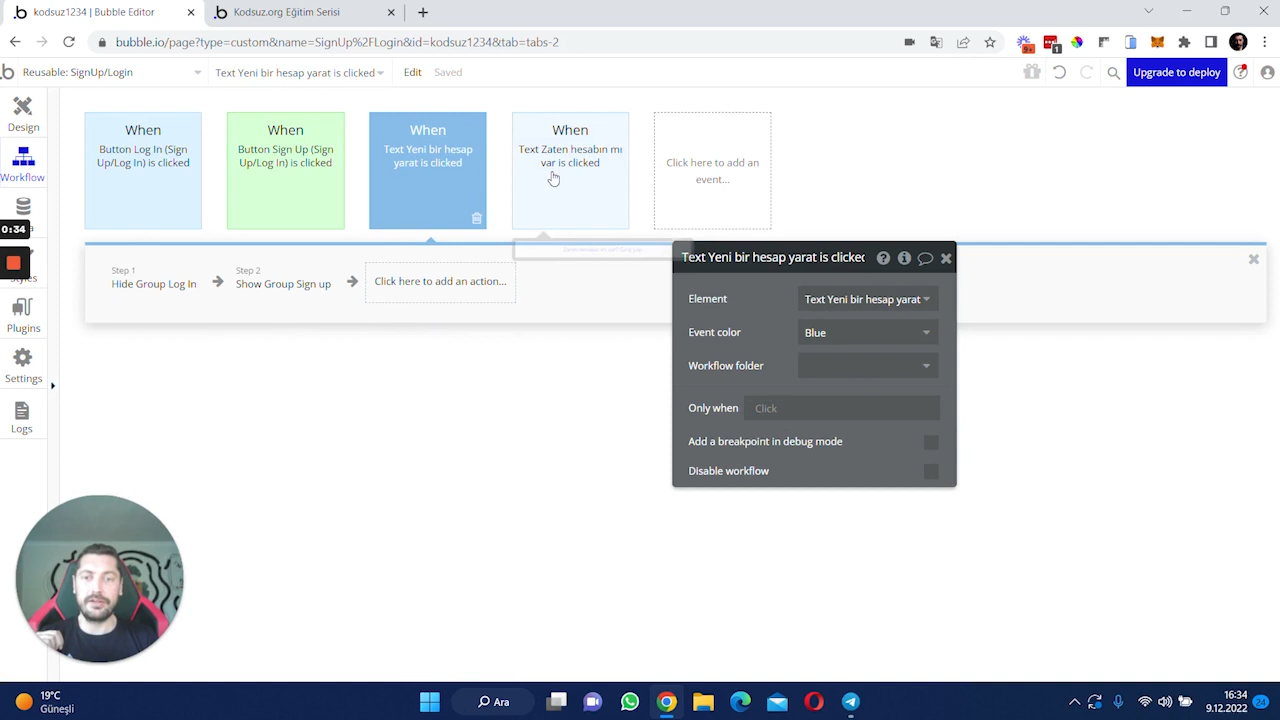 kodsuz1234 | Bubble Editor
Kodsuz.org Eğitim Serisi
bubble.io/page?type=custom&name=SignUp%2FLogin&id=kodsuz1234&tab=tabs-2
9+
1
Reusable: SignUp/Login
Text Yeni bir hesap yarat is clicked
Edit
Saved
Upgrade to deploy
Design
Workflow
0:34
Plugins
Settings
Logs
When
Button Log In (Sign
Up/Log In) is clicked
When
Button Sign Up (Sign
Up/Log In) is clicked
When
Text Yeni bir hesap
yarat is clicked
When
Text Zaten hesabın mı
var is clicked
Click here to add an
event...
Step 1
Hide Group Log In
Step 2
Show Group Sign up
Click here to add an action...
Text Yeni bir hesap yarat is clicked
Element
Text Yeni bir hesap yarat
Event color
Blue
Workflow folder
Only when
Click
Add a breakpoint in debug mode
Disable workflow
19°C
Güneşli
Ara
16:34
9.12.2022
24